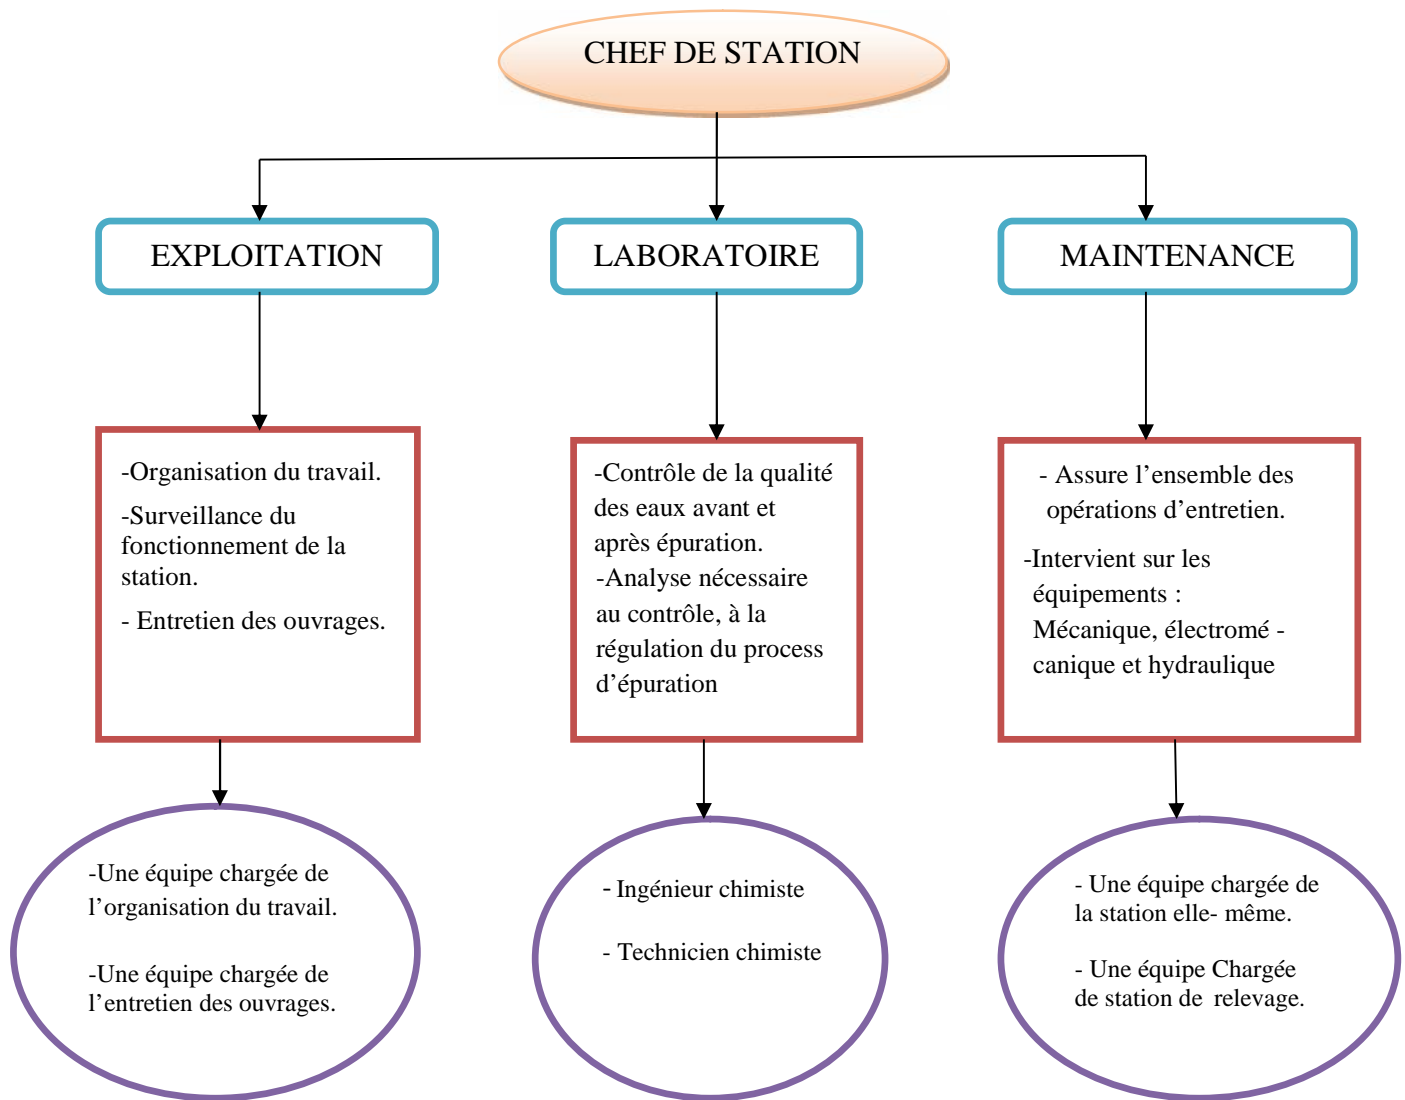 CHEF DE STATION
EXPLOITATION
LABORATOIRE
MAINTENANCE
-Organisation du travail.
-Surveillance du
fonctionnement de la
station.
- Entretien des ouvrages.
-Contrôle de la qualité
des eaux avant et
après épuration.
-Analyse nécessaire
au contrôle, à la
régulation du process
d’épuration
- Assure l’ensemble des
opérations d’entretien.
-Intervient sur les
équipements :
Mécanique, électromé -
canique et hydraulique
-Une équipe chargée de
l’organisation du travail.
-Une équipe chargée de
l’entretien des ouvrages.
- Ingénieur chimiste
- Technicien chimiste
- Une équipe chargée de
la station elle- même.
- Une équipe Chargée
de station de relevage.